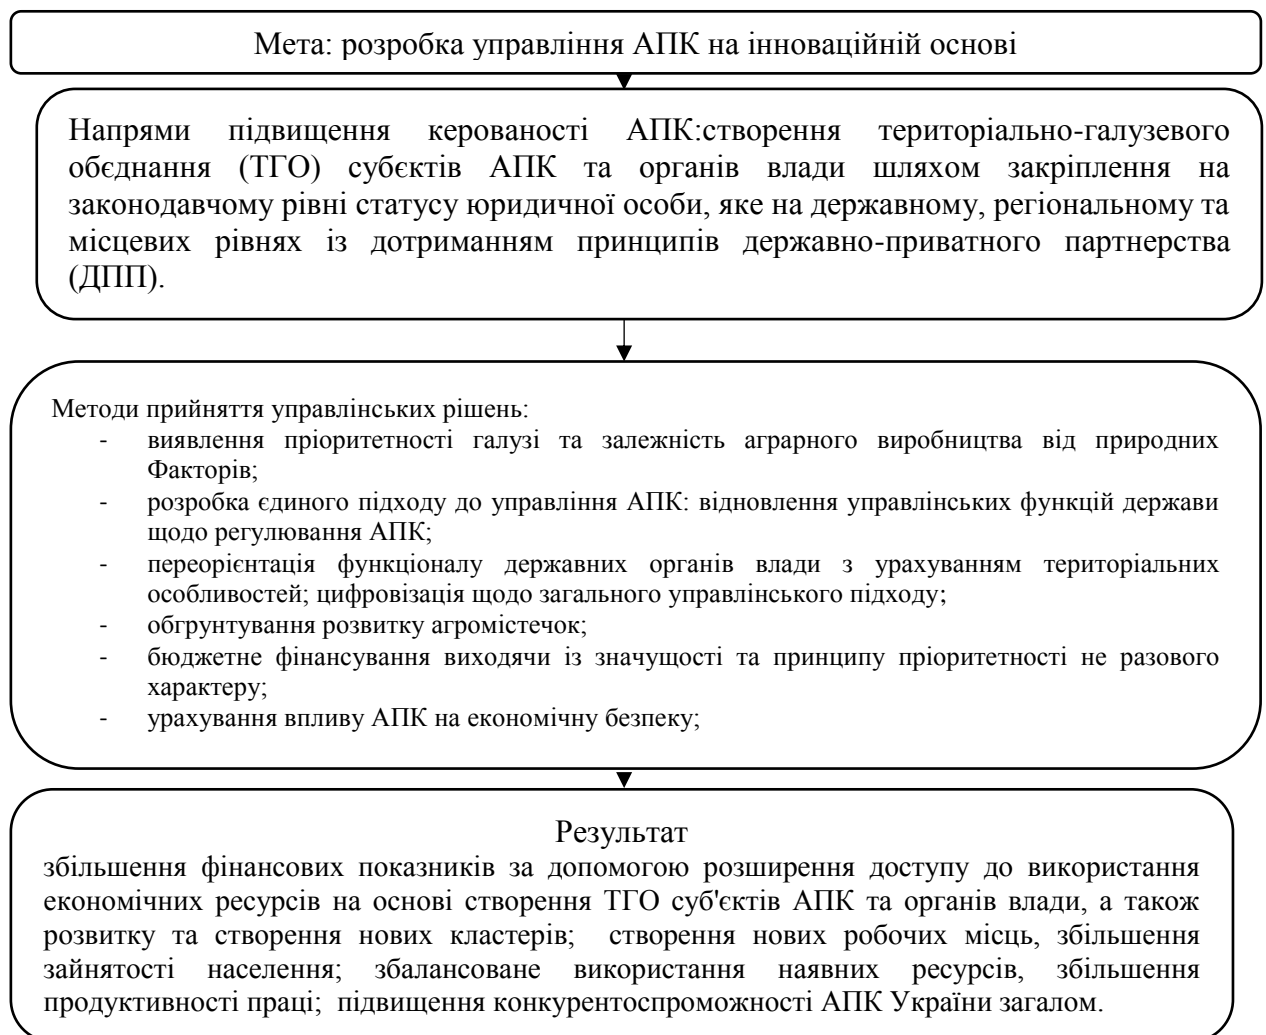 Мета: розробка управління АПК на інноваційній основі
Напрями підвищення керованості АПК:створення територіально-галузевого
обєднання (ТГО) субєктів АПК та органів влади шляхом закріплення на
законодавчому рівні статусу юридичної особи, яке на державному, регіональному та
місцевих рівнях із дотриманням принципів державно-приватного партнерства
(ДПП).
Методи прийняття управлінських рішень:
- виявлення пріоритетності галузі та залежність аграрного виробництва від природних
Факторів;
- розробка єдиного підходу до управління АПК: відновлення управлінських функцій держави
щодо регулювання АПК;
- переорієнтація функціоналу державних органів влади з урахуванням територіальних
особливостей; цифровізація щодо загального управлінського підходу;
- обгрунтування розвитку агромістечок;
- бюджетне фінансування виходячи із значущості та принципу пріоритетності не разового
характеру;
- урахування впливу АПК на економічну безпеку;
Результат
збільшення фінансових показників за допомогою розширення доступу до використання
економічних ресурсів на основі створення ТГО суб'єктів АПК та органів влади, а також
розвитку та створення нових кластерів; створення нових робочих місць, збільшення
зайнятості населення; збалансоване використання наявних ресурсів, збільшення
продуктивності праці; підвищення конкурентоспроможності АПК України загалом.